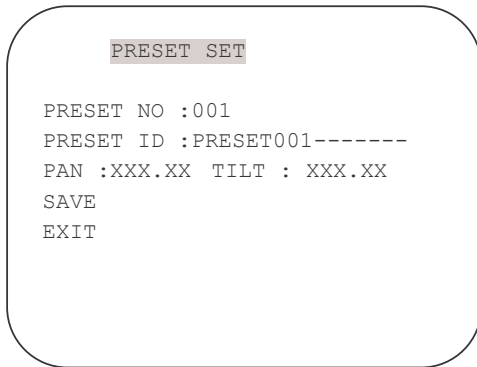 PRESET SET
PRESET NO :001
PRESET ID :PRESET001-------
PAN :XXX.XX TILT : XXX.XX
SAVE
EXIT